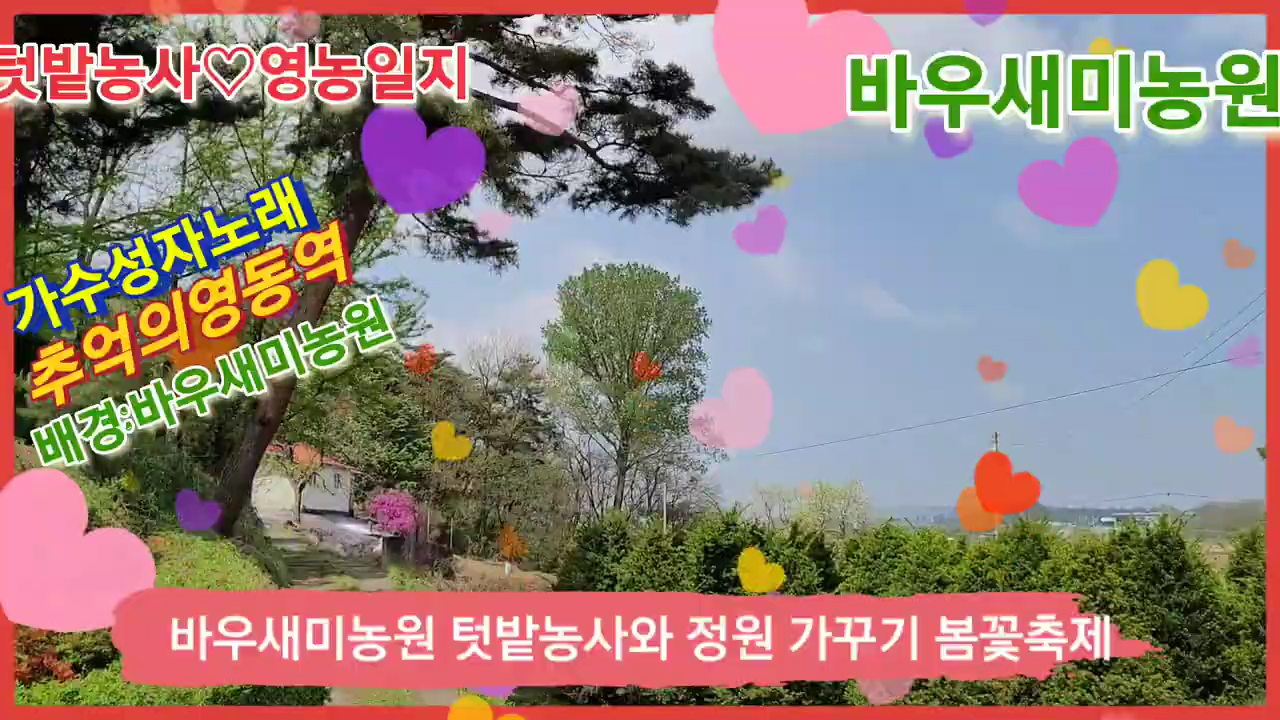 텃밭농사♡영농일지
바우새미농원
가수성자노래
추억의영동역
배경:바우새미농원
바우새미농원 텃밭농사와 정원 가꾸기 봄꽃축제